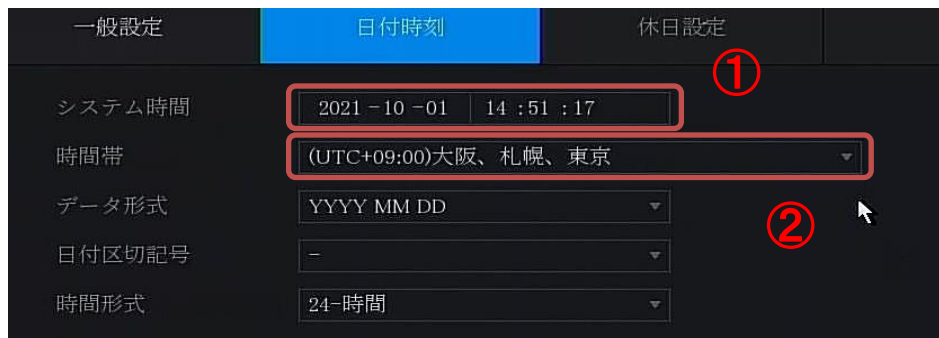 一般設定 日付時刻 休日設定
①
システム時間 2021 -10 -01 14 :51 :17
時間帯 (UTC+09:00)大阪、札幌、東京
データ形式 YYYY MM DD
②
日付区切記号 -
時間形式 24-時間